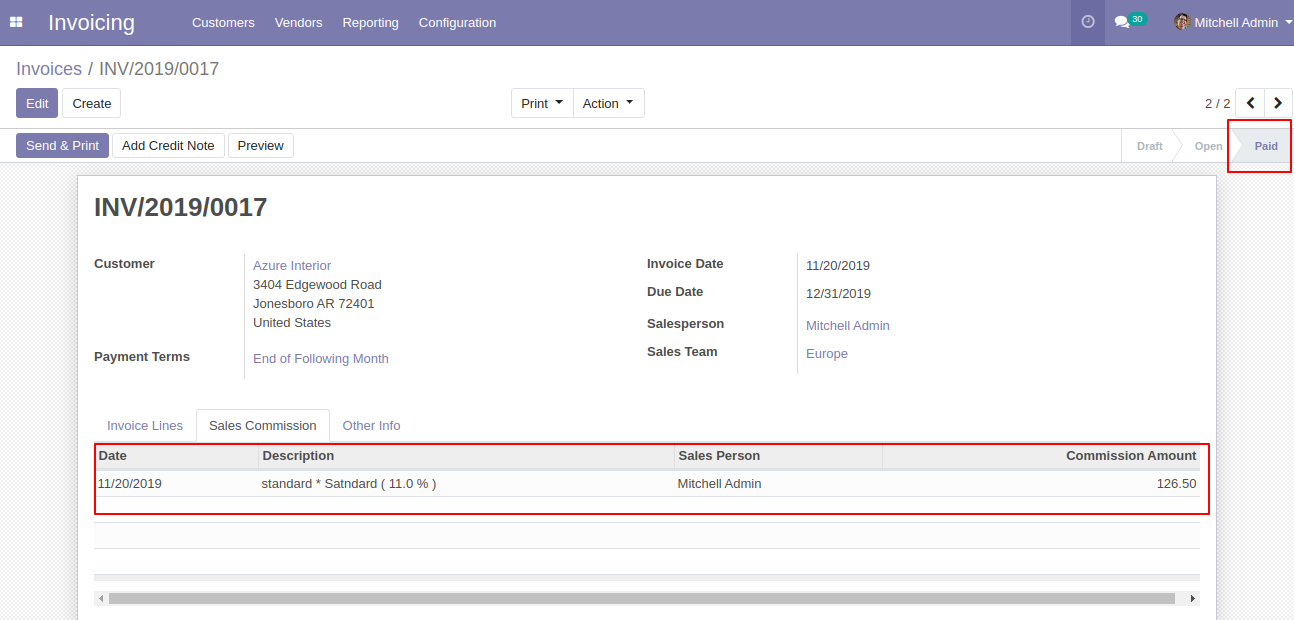 Invoicing Customers Vendors Reporting Configuration 30 Mitchell Admin
Invoices / INV/2019/0017
Edit Create Print Action 2 / 2
Send & Print Add Credit Note Preview Draft Open Paid
INV/2019/0017
Customer Azure Interior Invoice Date 11/20/2019
3404 Edgewood Road
Jonesboro AR 72401 Due Date 12/31/2019
United States Salesperson Mitchell Admin
Payment Terms End of Following Month Sales Team Europe
Invoice Lines Sales Commission Other Info
Date Description Sales Person Commission Amount
11/20/2019 standard * Satndard ( 11.0 % ) Mitchell Admin 126.50